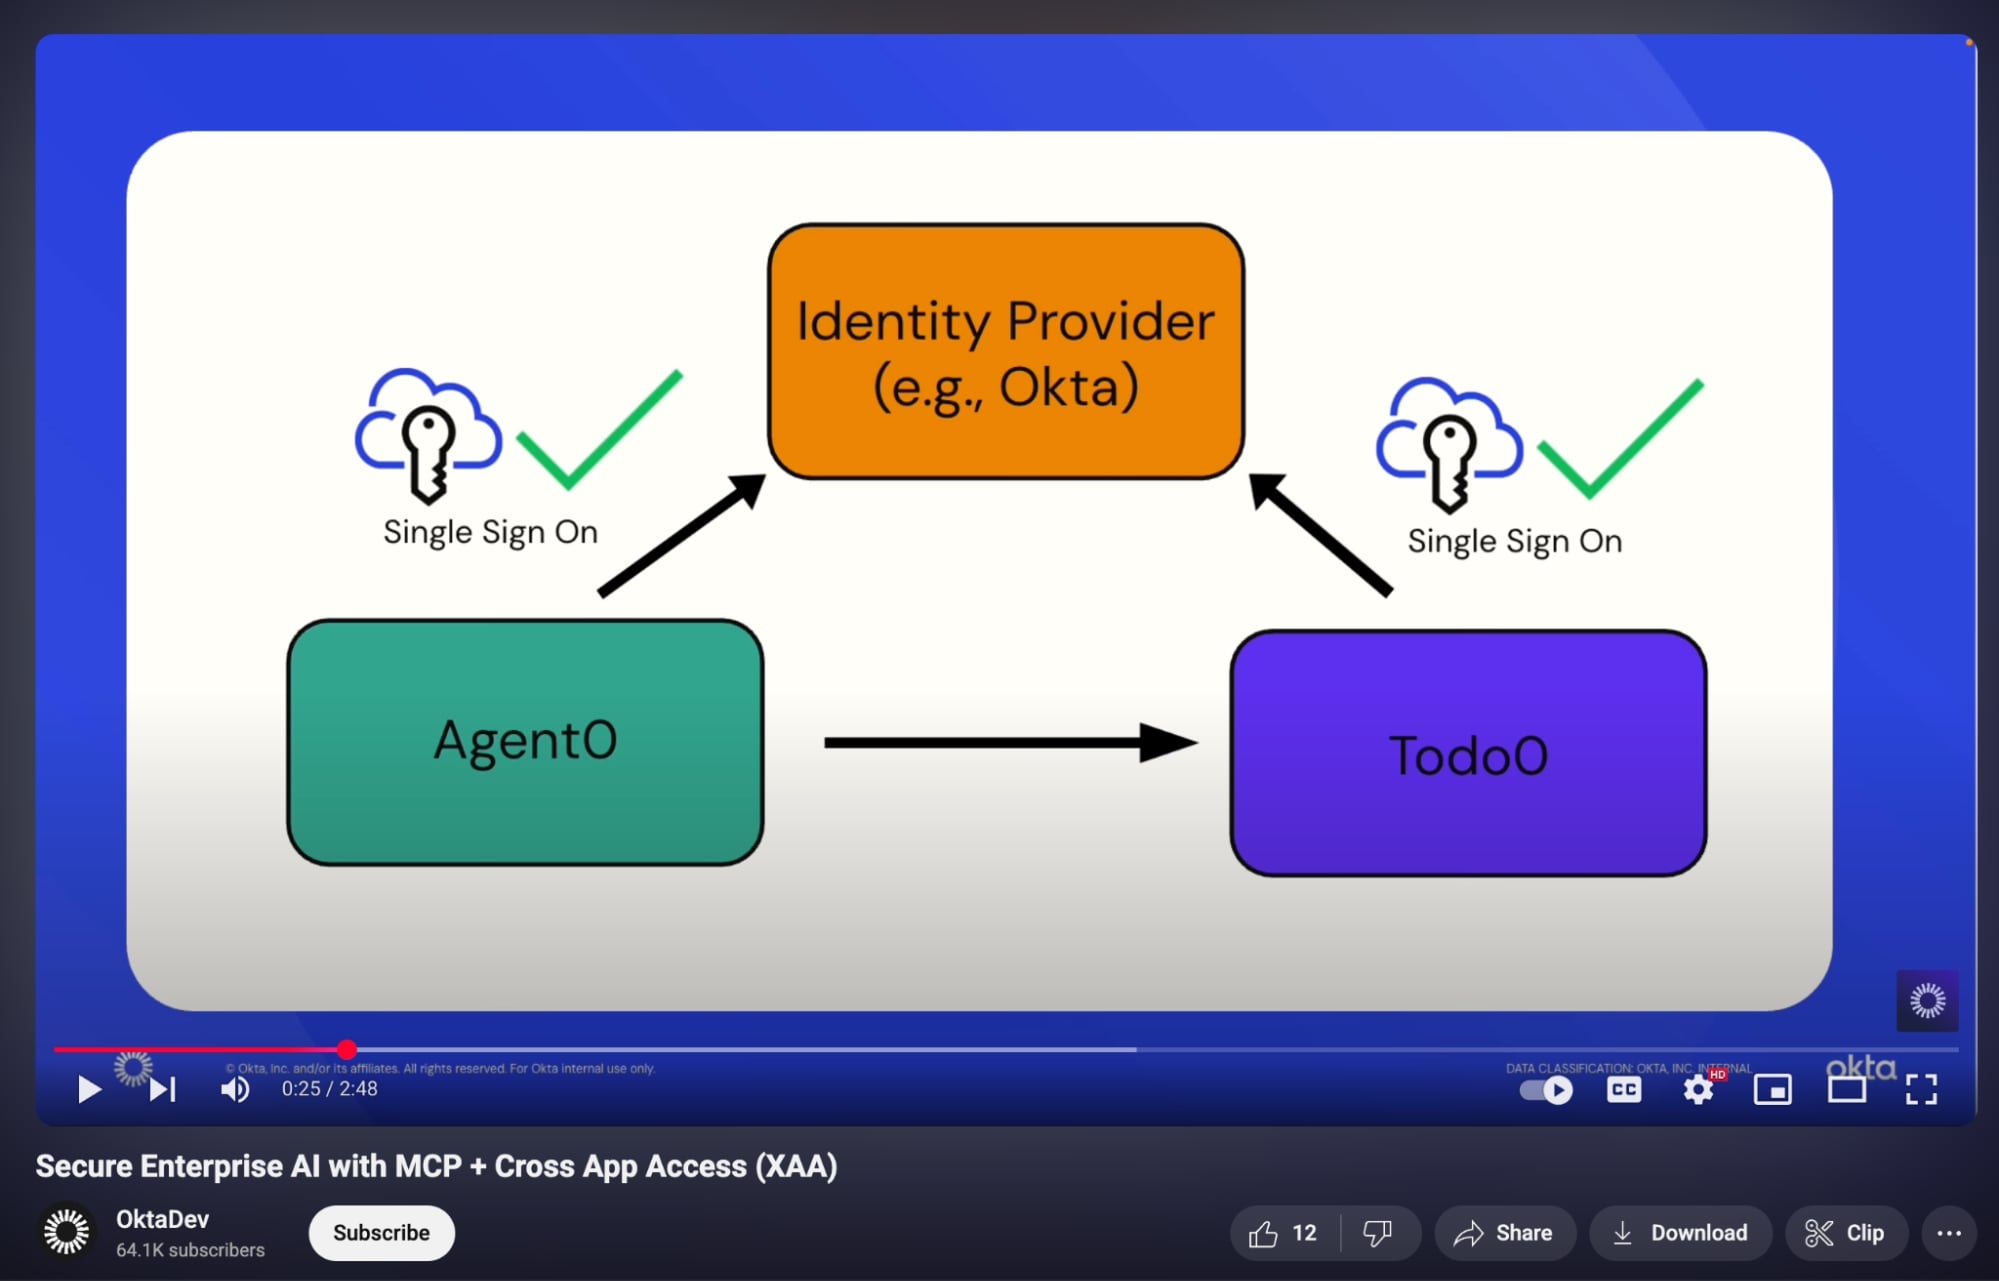 Identity Provider
(e.g., Okta)
Single Sign On
Single Sign On
Agent0
Todo0
© Okta, Inc. and/or its affiliates. All rights reserved. For Okta internal use only.
DATA CLASSIFICATION: OKTA, INC. INTERNAL
okta
0:25 / 2:48
CC
HD
Secure Enterprise AI with MCP + Cross App Access (XAA)
OktaDev
64.1K subscribers
Subscribe
12
Share
Download
Clip